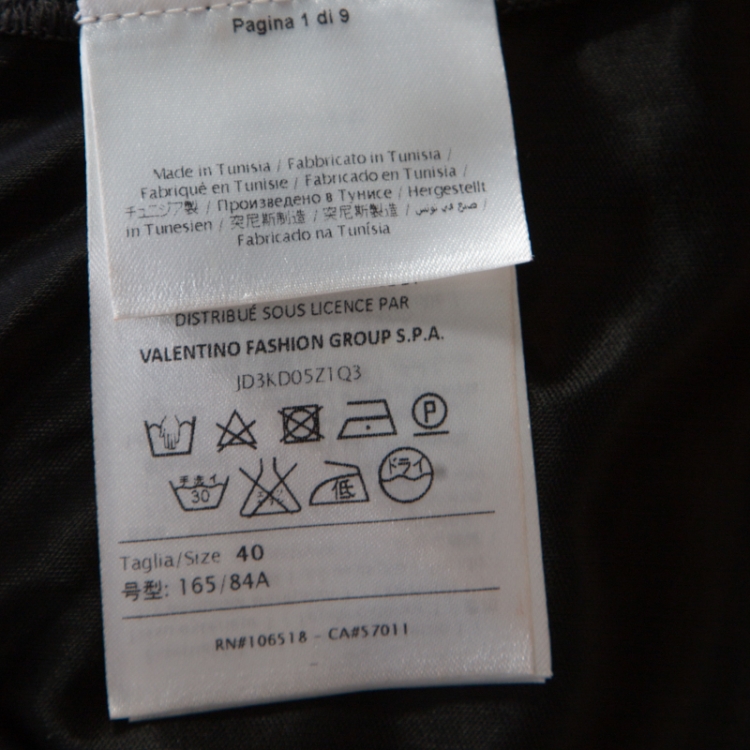 Pagina 1 di 9
Made in Tunisia / Fabbricato in Tunisia /
Fabriqué en Tunisie / Fabricado en Tunisia /
チュニジア製 / Произведено в Тунисе / Hergestellt
in Tunesien / 突尼斯制造 / 突尼斯製造 / صنع في تونس /
Fabricado na Tunísia
DISTRIBUÉ SOUS LICENCE PAR
VALENTINO FASHION GROUP S.P.A.
JD3KD05Z1Q3
P
手洗イ 30 低 ドライ
Taglia/Size 40
号型: 165/84A
RN#106518 - CA#57011